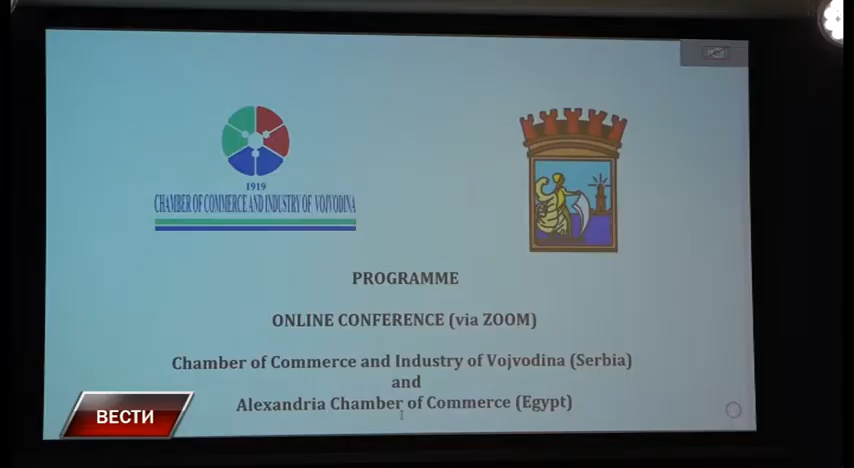 1919
CHAMBER OF COMMERCE AND INDUSTRY OF VOJVODINA
PROGRAMME
ONLINE CONFERENCE (via ZOOM)
Chamber of Commerce and Industry of Vojvodina (Serbia)
and
Alexandria Chamber of Commerce (Egypt)
ВЕСТИ